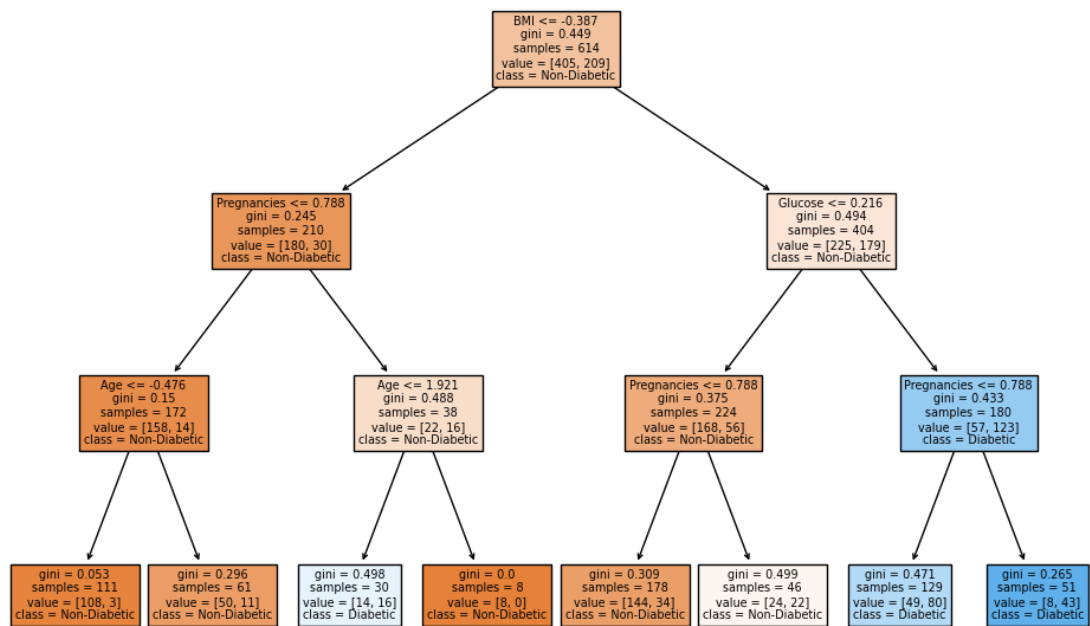 BMI <= -0.387
gini = 0.449
samples = 614
value = [405, 209]
class = Non-Diabetic
Pregnancies <= 0.788
gini = 0.245
samples = 210
value = [180, 30]
class = Non-Diabetic
Glucose <= 0.216
gini = 0.494
samples = 404
value = [225, 179]
class = Non-Diabetic
Age <= -0.476
gini = 0.15
samples = 172
value = [158, 14]
class = Non-Diabetic
Age <= 1.921
gini = 0.488
samples = 38
value = [22, 16]
class = Non-Diabetic
Pregnancies <= 0.788
gini = 0.375
samples = 224
value = [168, 56]
class = Non-Diabetic
Pregnancies <= 0.788
gini = 0.433
samples = 180
value = [57, 123]
class = Diabetic
gini = 0.053
samples = 111
value = [108, 3]
class = Non-Diabetic
gini = 0.296
samples = 61
value = [50, 11]
class = Non-Diabetic
gini = 0.498
samples = 30
value = [14, 16]
class = Diabetic
gini = 0.0
samples = 8
value = [8, 0]
class = Non-Diabetic
gini = 0.309
samples = 178
value = [144, 34]
class = Non-Diabetic
gini = 0.499
samples = 46
value = [24, 22]
class = Non-Diabetic
gini = 0.471
samples = 129
value = [49, 80]
class = Diabetic
gini = 0.265
samples = 51
value = [8, 43]
class = Diabetic